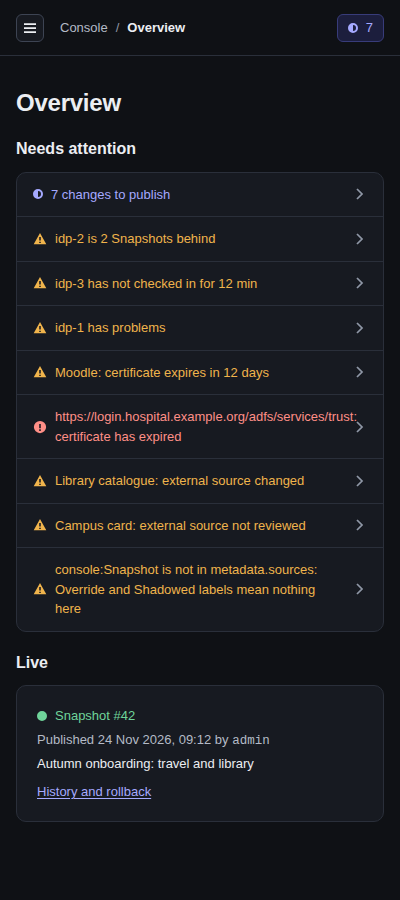 Console / Overview
7
Overview
Needs attention
7 changes to publish
idp-2 is 2 Snapshots behind
idp-3 has not checked in for 12 min
idp-1 has problems
Moodle: certificate expires in 12 days
https://login.hospital.example.org/adfs/services/trust:
certificate has expired
Library catalogue: external source changed
Campus card: external source not reviewed
console:Snapshot is not in metadata.sources:
Override and Shadowed labels mean nothing
here
Live
Snapshot #42
Published 24 Nov 2026, 09:12 by admin
Autumn onboarding: travel and library
History and rollback